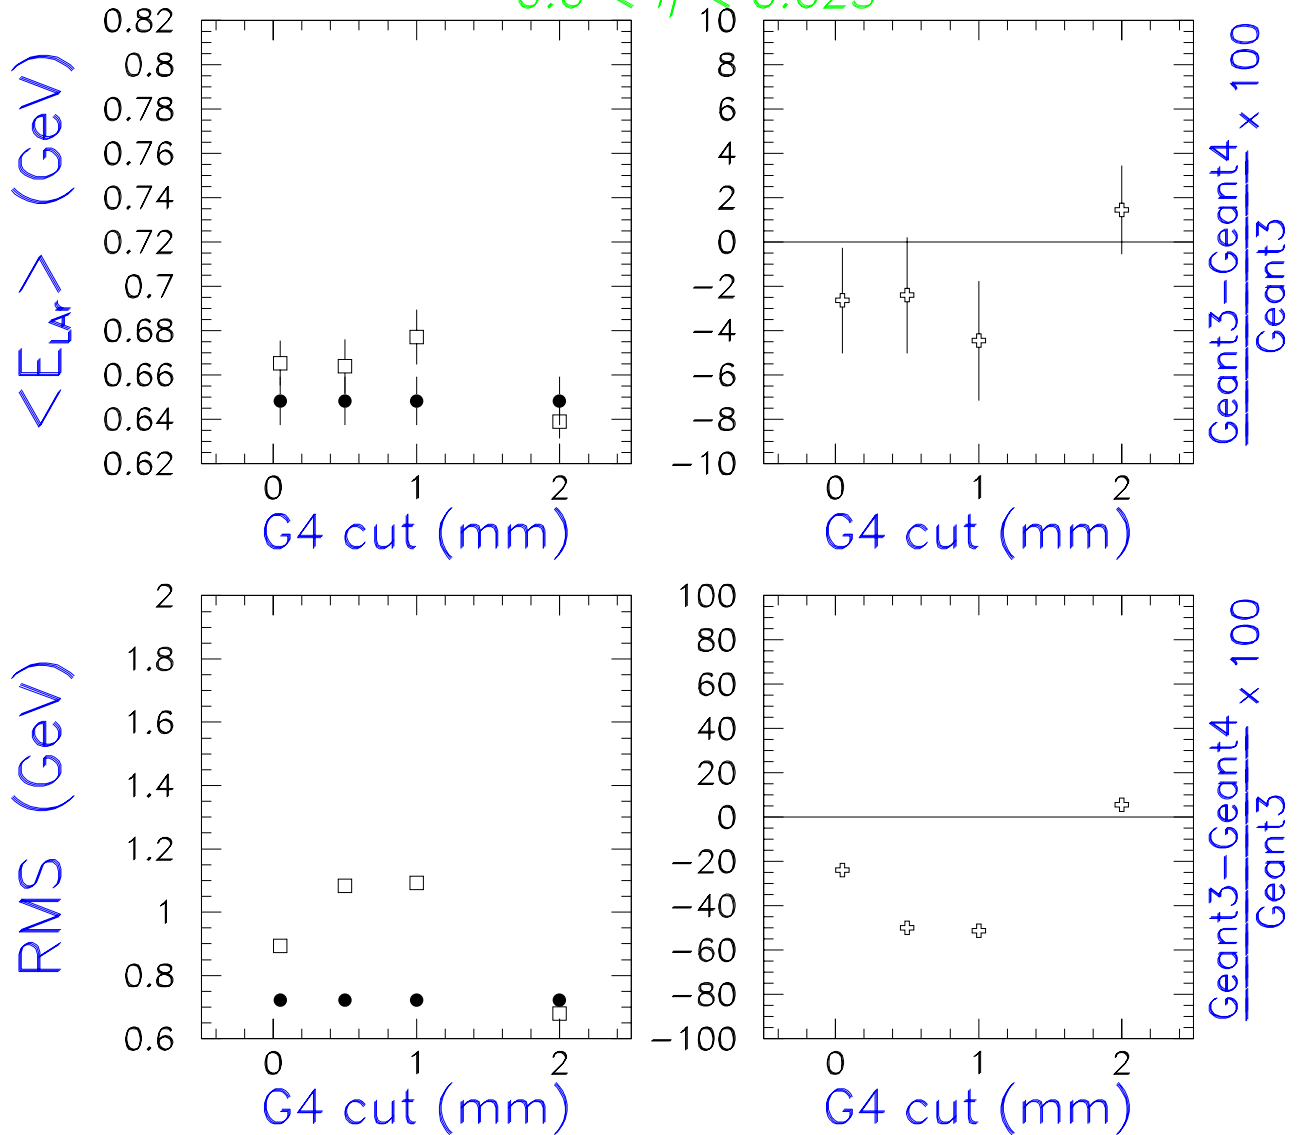 0.82
0.8
0.78
0.76
0.74
0.72
0.7
0.68
0.66
0.64
0.62
<E_LAr> (GeV)
0 1 2
G4 cut (mm)
10
8
6
4
2
0
−2
−4
−6
−8
−10
0 1 2
G4 cut (mm)
Geant3−Geant4
Geant3
x 100
2
1.8
1.6
1.4
1.2
1
0.8
0.6
RMS (GeV)
0 1 2
G4 cut (mm)
100
80
60
40
20
0
−20
−40
−60
−80
−100
0 1 2
G4 cut (mm)
Geant3−Geant4
Geant3
x 100